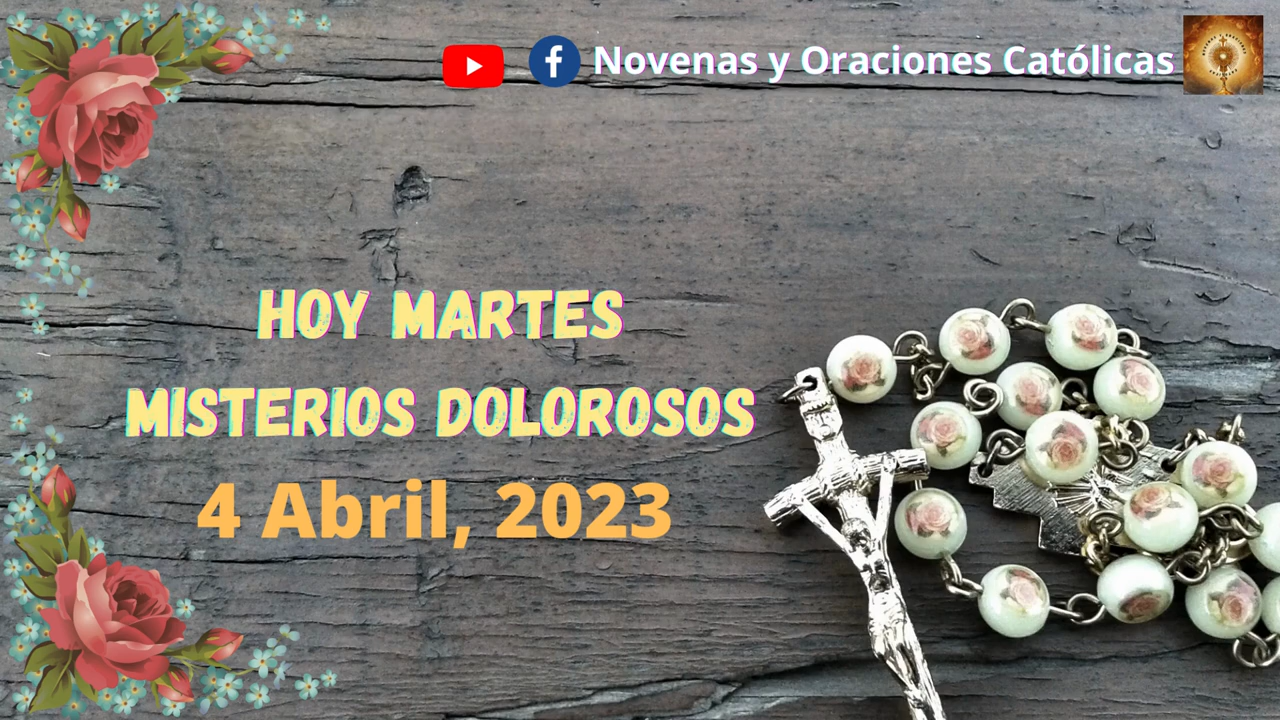 Novenas y Oraciones Católicas
HOY MARTES
MISTERIOS DOLOROSOS
4 Abril, 2023